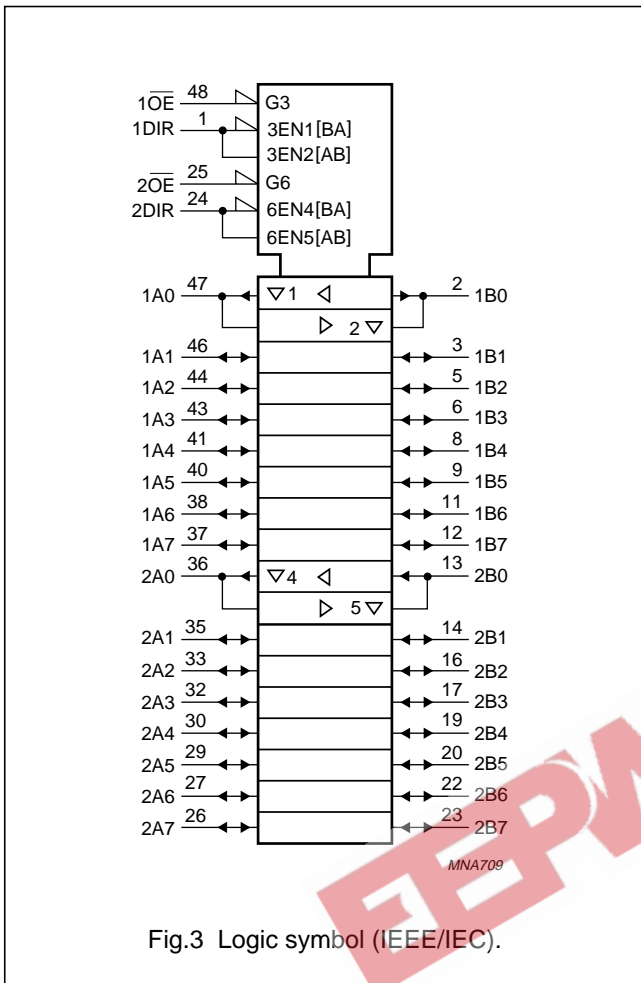 1O̅E̅ 48 G3
1DIR 1 3EN1[BA]
3EN2[AB]
2O̅E̅ 25 G6
2DIR 24 6EN4[BA]
6EN5[AB]
1A0 47 ▽1 ◁ 2 1B0
▷ 2▽
1A1 46 3 1B1
1A2 44 5 1B2
1A3 43 6 1B3
1A4 41 8 1B4
1A5 40 9 1B5
1A6 38 11 1B6
1A7 37 12 1B7
2A0 36 ▽4 ◁ 13 2B0
▷ 5▽
2A1 35 14 2B1
2A2 33 16 2B2
2A3 32 17 2B3
2A4 30 19 2B4
2A5 29 20 2B5
2A6 27 22 2B6
2A7 26 23 2B7
MNA709
EEPW
Fig.3 Logic symbol (IEEE/IEC).